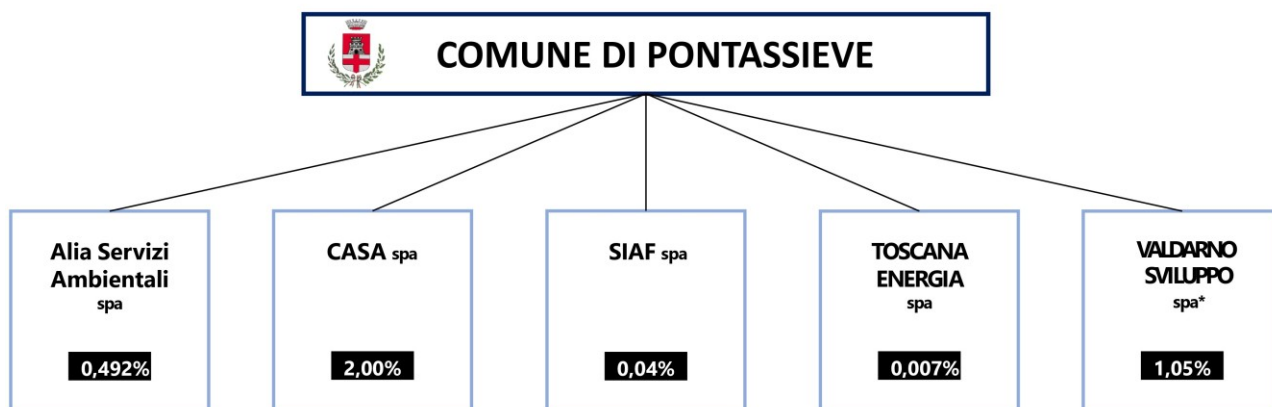 COMUNE DI PONTASSIEVE
Alia Servizi
Ambientali
spa
0,492%
CASA spa
2,00%
SIAF spa
0,04%
TOSCANA
ENERGIA
spa
0,007%
VALDARNO
SVILUPPO
spa*
1,05%